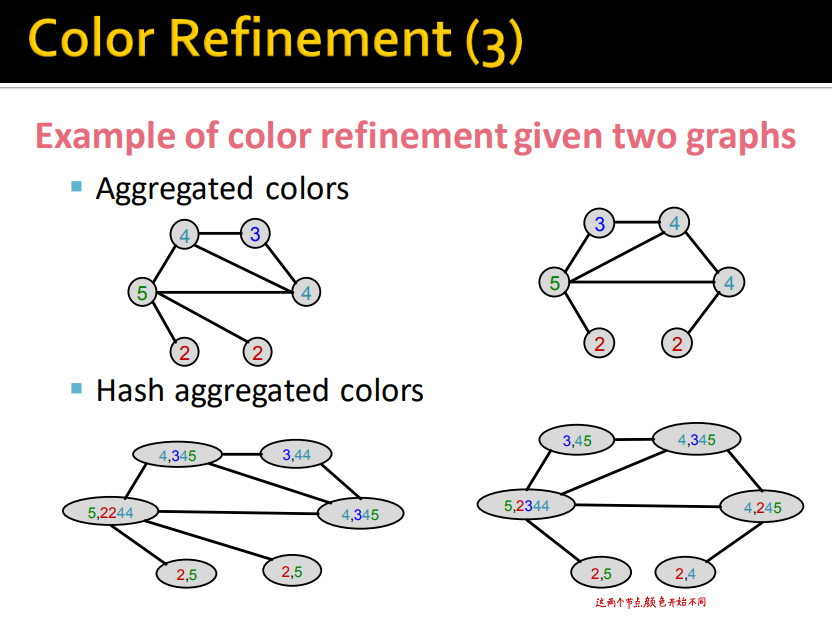 Color Refinement (3)
Example of color refinement given two graphs
Aggregated colors
4 3
5 4
2 2
3 4
5 4
2 2
Hash aggregated colors
4,345 3,44
5,2244 4,345
2,5 2,5
3,45 4,345
5,2344 4,245
2,5 2,4
这两个节点颜色开始不同